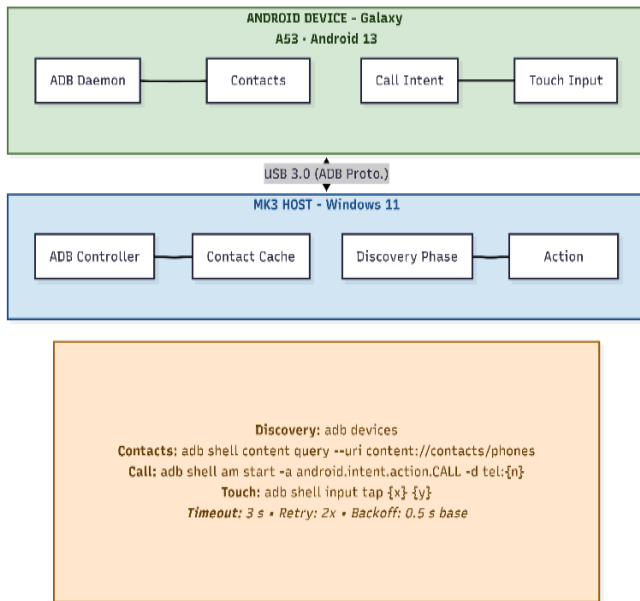 ANDROID DEVICE - Galaxy
A53 • Android 13
ADB Daemon
Contacts
Call Intent
Touch Input
USB 3.0 (ADB Proto.)
MK3 HOST - Windows 11
ADB Controller
Contact Cache
Discovery Phase
Action
Discovery: adb devices
Contacts: adb shell content query --uri content://contacts/phones
Call: adb shell am start -a android.intent.action.CALL -d tel:{n}
Touch: adb shell input tap {x} {y}
Timeout: 3 s • Retry: 2x • Backoff: 0.5 s base